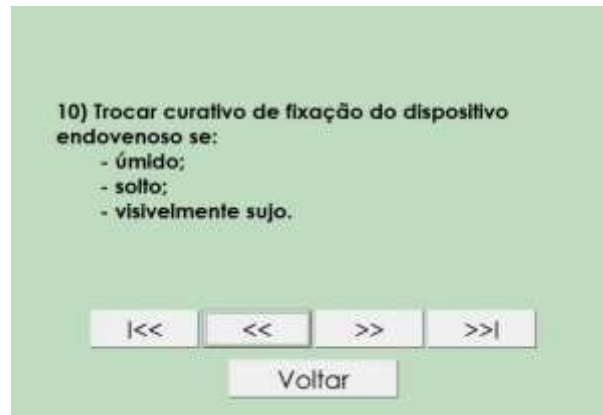 10) Trocar curativo de fixação do dispositivo
endovenoso se:
- úmido;
- solto;
- visivelmente sujo.
|<< << >> >>|
Voltar